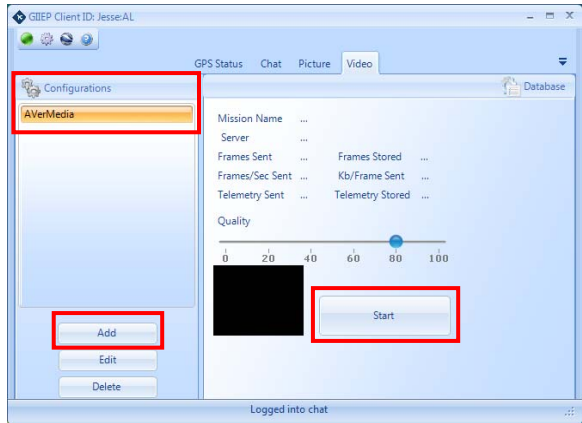 GIIEP Client ID: Jesse:AL
GPS Status Chat Picture Video
Configurations
Database
AVerMedia
Mission Name ...
Server ...
Frames Sent ... Frames Stored ...
Frames/Sec Sent ... Kb/Frame Sent ...
Telemetry Sent ... Telemetry Stored ...
Quality
0 20 40 60 80 100
Start
Add
Edit
Delete
Logged into chat